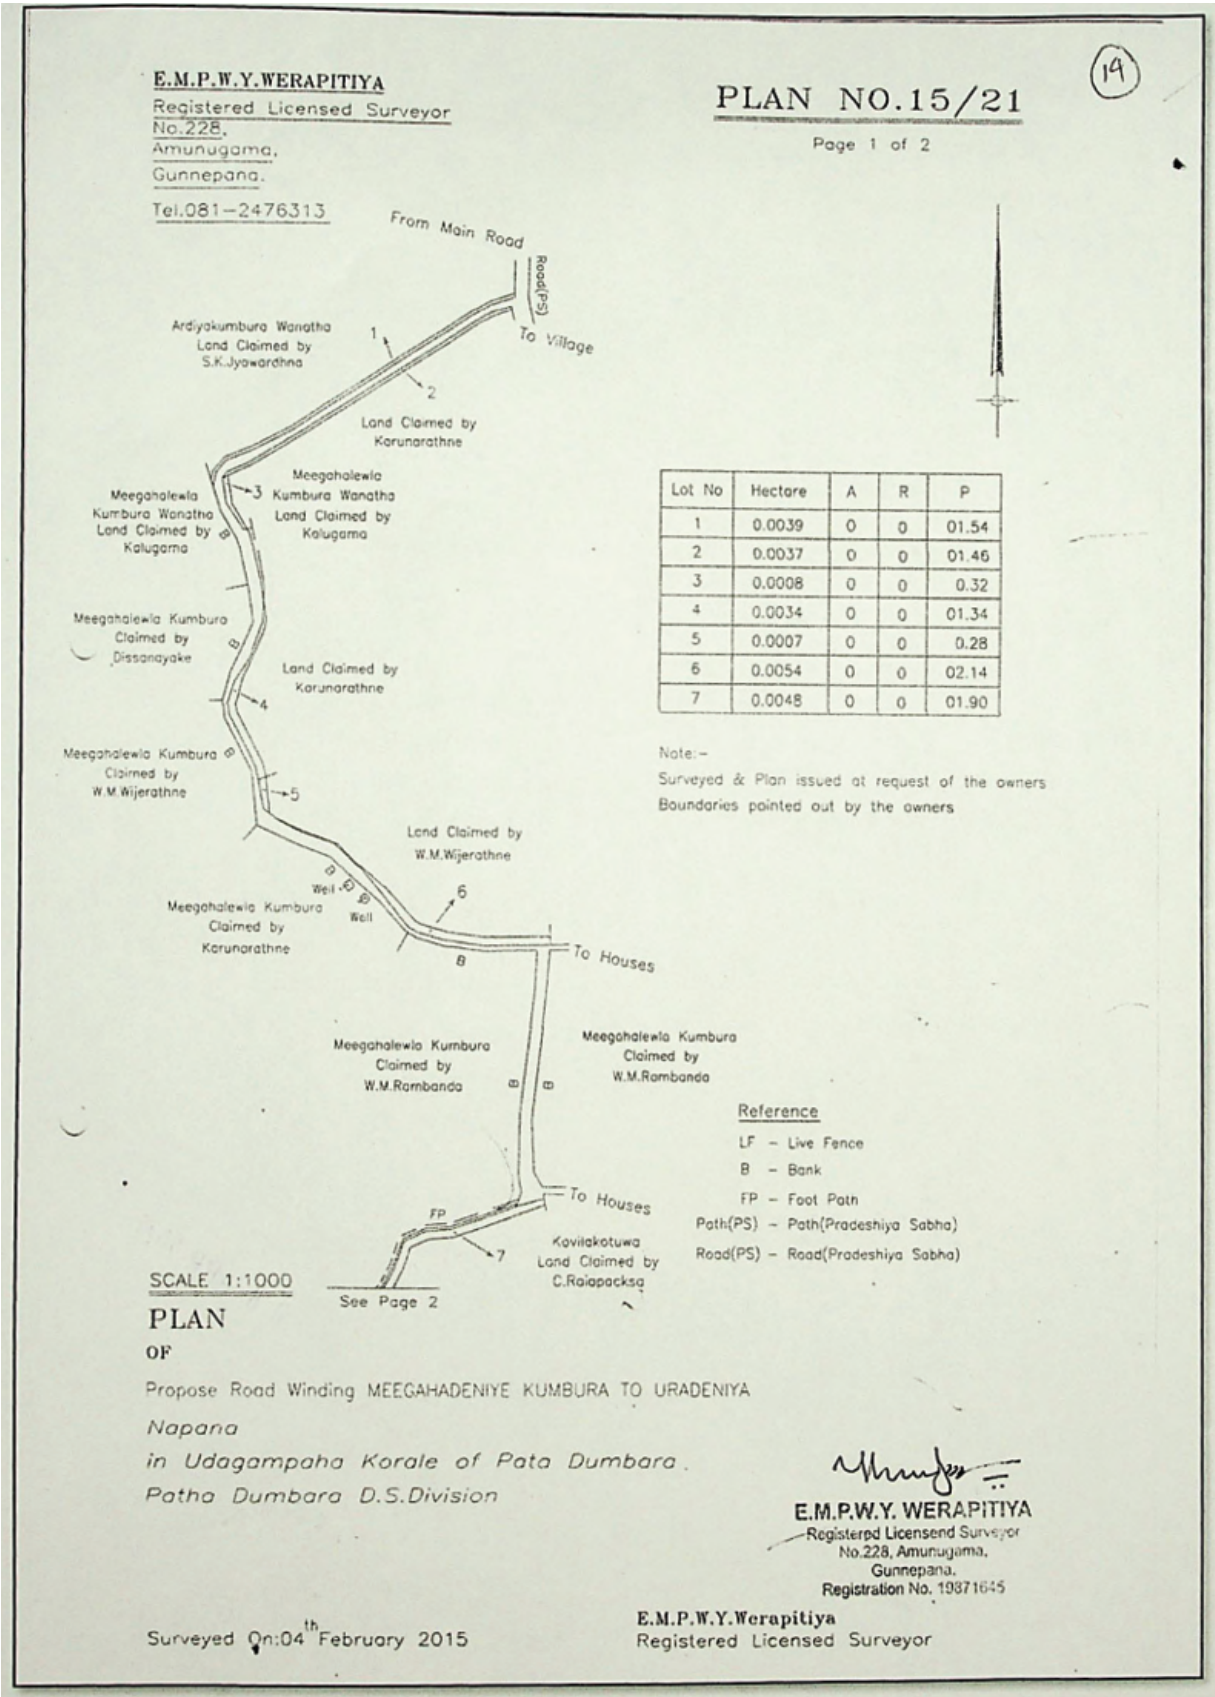 14
E.M.P.W.Y.WERAPITIYA
Registered Licensed Surveyor
No.228,
Amunugama,
Gunnepana.
Tel.081-2476313
PLAN NO.15/21
Page 1 of 2
From Main Road
Road(PS)
To Village
Ardiyakumbura Wanatha
Land Claimed by
S.K.Jyawardhna
1
2
Land Claimed by
Karunarathne
Meegahalewla
Kumbura Wanatha
Land Claimed by
Kalugama
3
Meegahalewla
Kumbura Wanatha
Land Claimed by
Kalugama
B
Meegahalewla Kumbura
Claimed by
Dissanayake
B
Land Claimed by
Karunarathne
4
Meegahalewla Kumbura
Claimed by
W.M.Wijerathne
B
5
Land Claimed by
W.M.Wijerathne
B
Well
Well
6
Meegahalewla Kumbura
Claimed by
Karunarathne
B
To Houses
Meegahalewla Kumbura
Claimed by
W.M.Rambanda
B
B
Meegahalewla Kumbura
Claimed by
W.M.Rambanda
To Houses
FP
7
Kovilakotuwa
Land Claimed by
C.Rajapacksa
See Page 2
Lot No Hectare A R P
1 0.0039 0 0 01.54
2 0.0037 0 0 01.46
3 0.0008 0 0 0.32
4 0.0034 0 0 01.34
5 0.0007 0 0 0.28
6 0.0054 0 0 02.14
7 0.0048 0 0 01.90
Note:-
Surveyed & Plan issued at request of the owners
Boundaries pointed out by the owners
Reference
LF - Live Fence
B - Bank
FP - Foot Path
Path(PS) - Path(Pradeshiya Sabha)
Road(PS) - Road(Pradeshiya Sabha)
SCALE 1:1000
PLAN
OF
Propose Road Winding MEEGAHADENIYE KUMBURA TO URADENIYA
Napana
in Udagampaha Korale of Pata Dumbara.
Patha Dumbara D.S.Division
E.M.P.W.Y. WERAPITIYA
Registered Licensend Surveyor
No.228, Amunugama,
Gunnepana.
Registration No. 19871645
E.M.P.W.Y.Werapitiya
Registered Licensed Surveyor
Surveyed On:04th February 2015